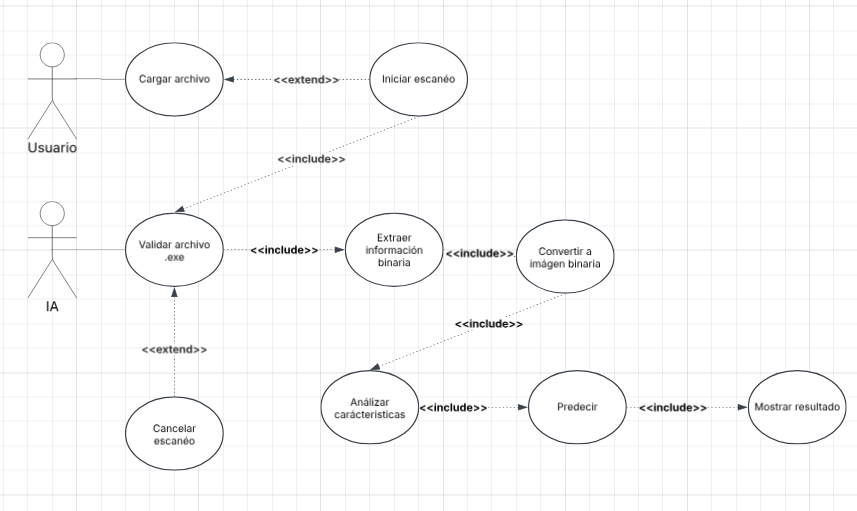 Cargar archivo
<<extend>>
Iniciar escanéo
Usuario
<<include>>
Validar archivo
.exe
<<include>>
Extraer
información
binaria
<<include>>
Convertir a
imágen binaria
IA
<<include>>
<<extend>>
Cancelar
escanéo
Análizar
carácteristicas
<<include>>
Predecir
<<include>>
Mostrar resultado